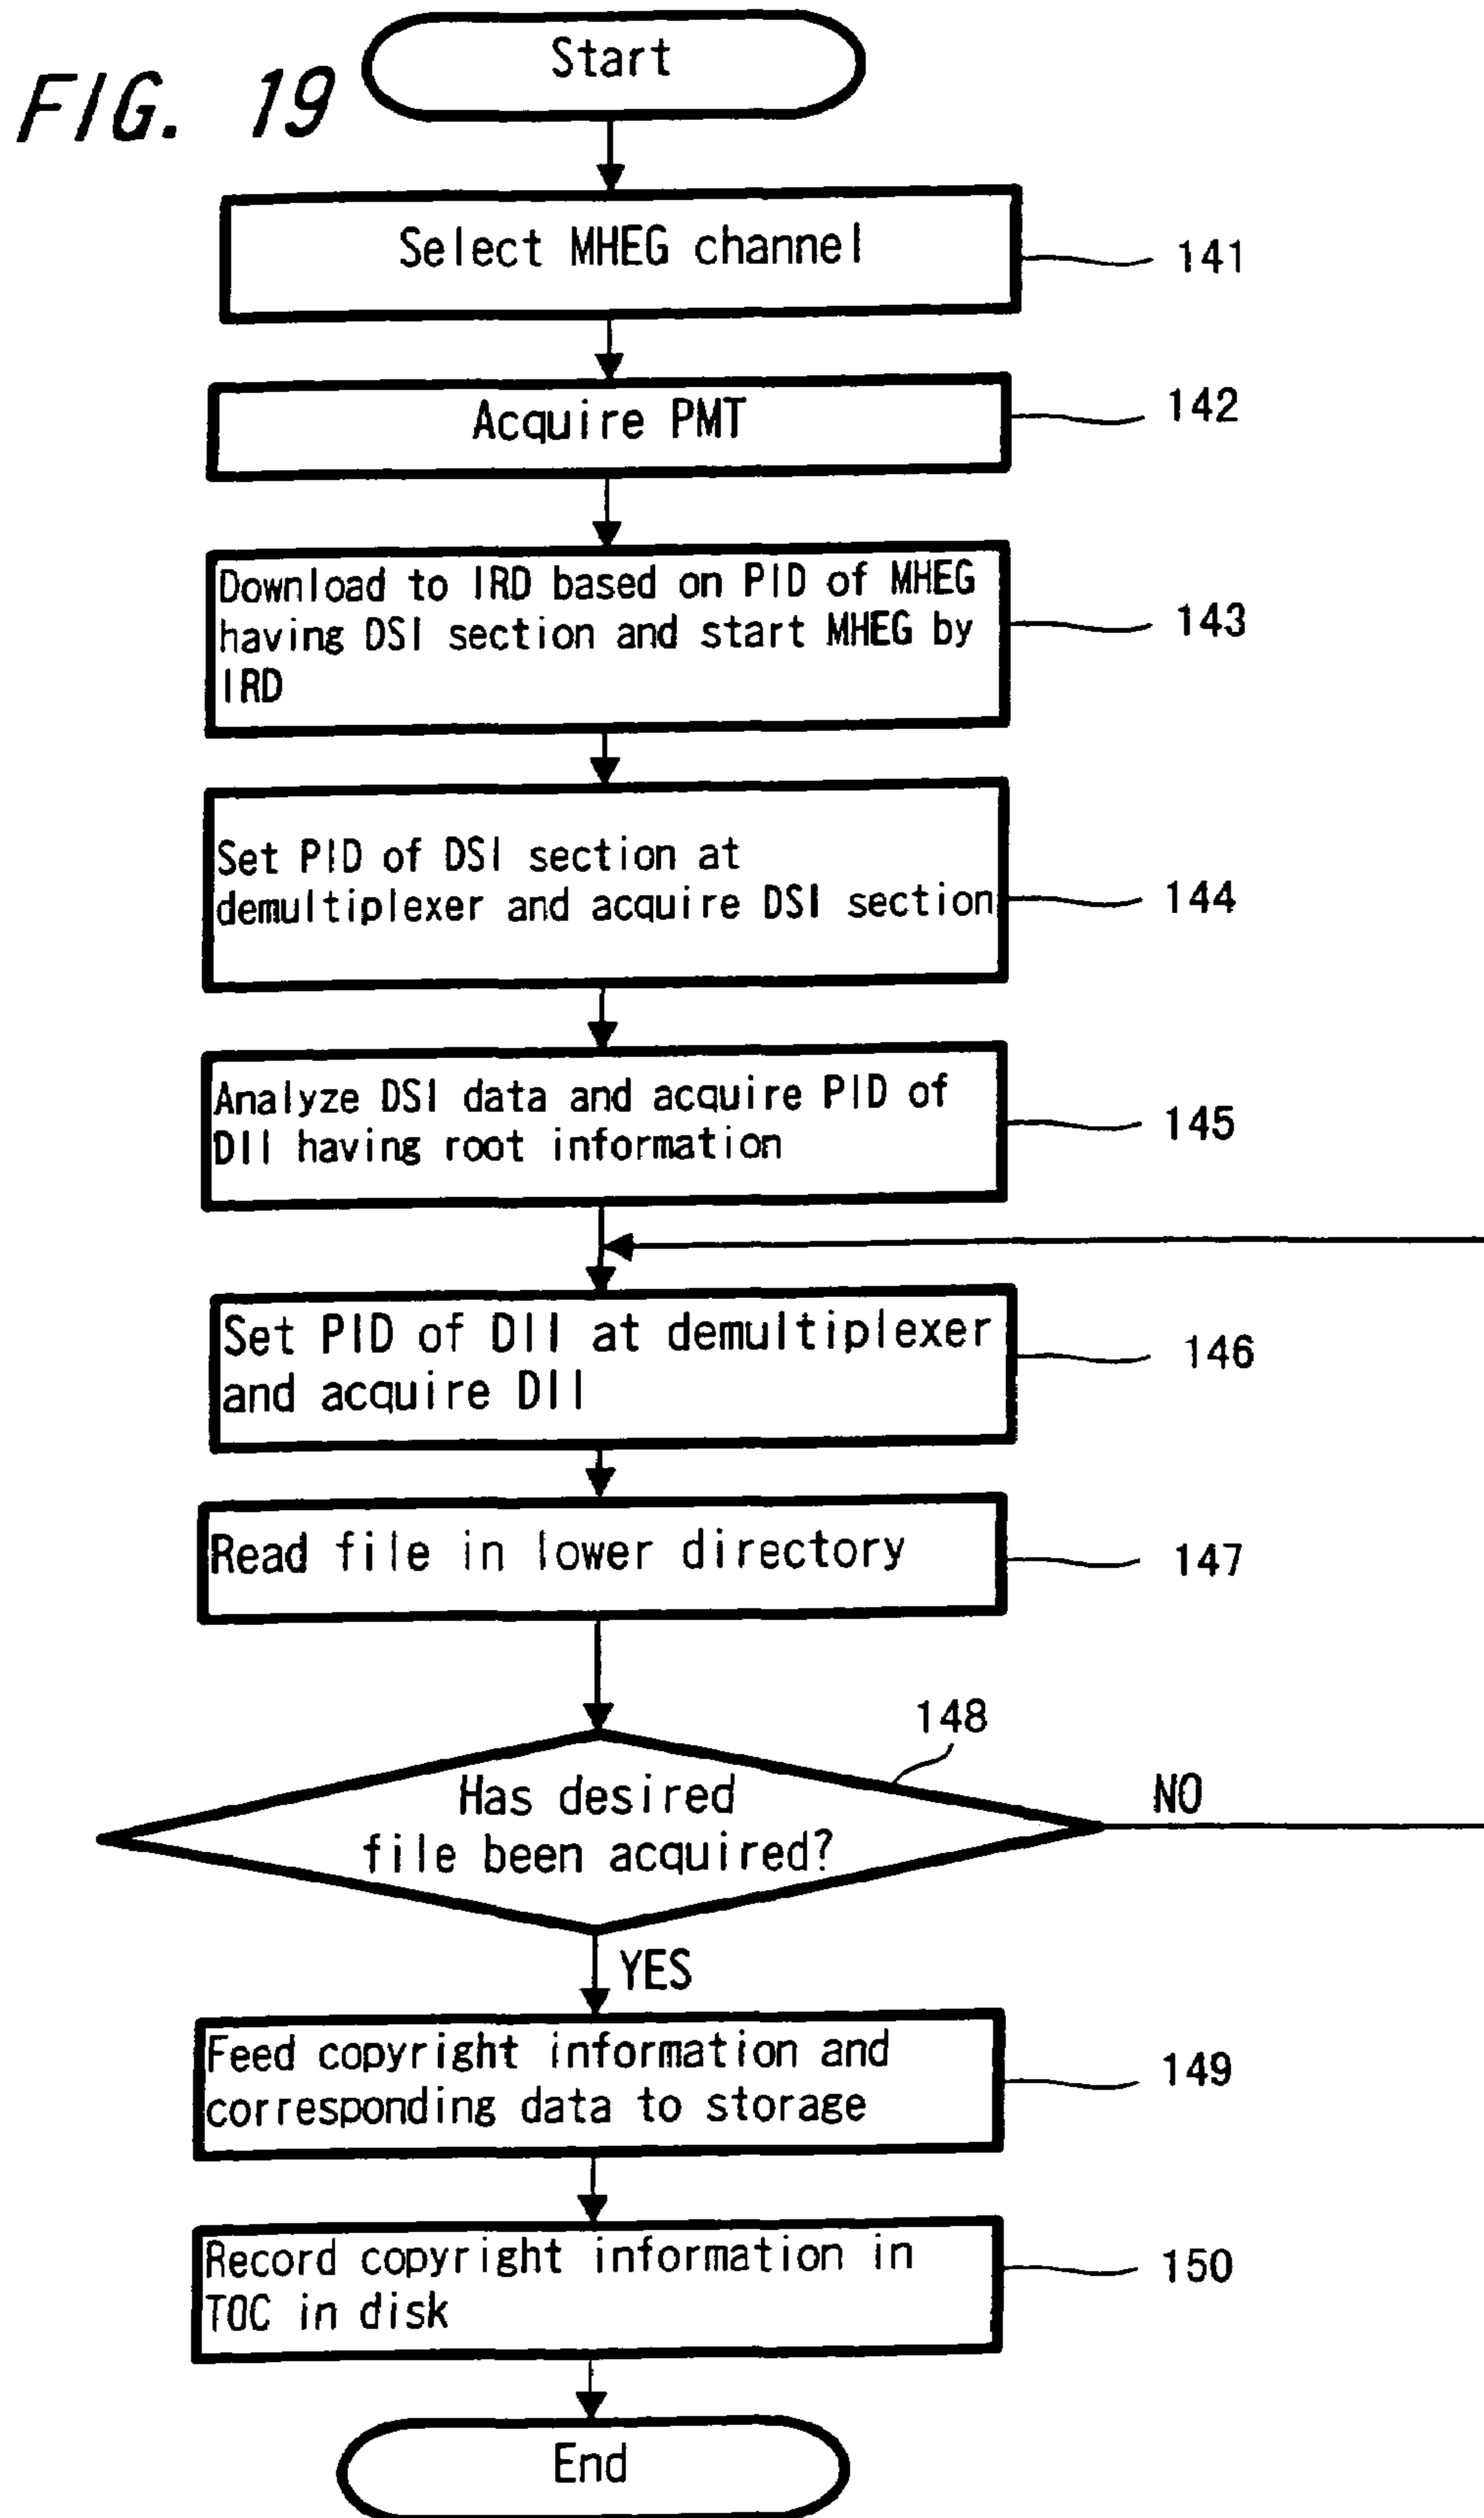 FIG. 19
Start
Select MHEG channel
141
Acquire PMT
142
Download to IRD based on PID of MHEG
having DSI section and start MHEG by
IRD
143
Set PID of DSI section at
demultiplexer and acquire DSI section
144
Analyze DSI data and acquire PID of
DII having root information
145
Set PID of DII at demultiplexer
and acquire DII
146
Read file in lower directory
147
148
Has desired
file been acquired?
NO
YES
Feed copyright information and
corresponding data to storage
149
Record copyright information in
TOC in disk
150
End